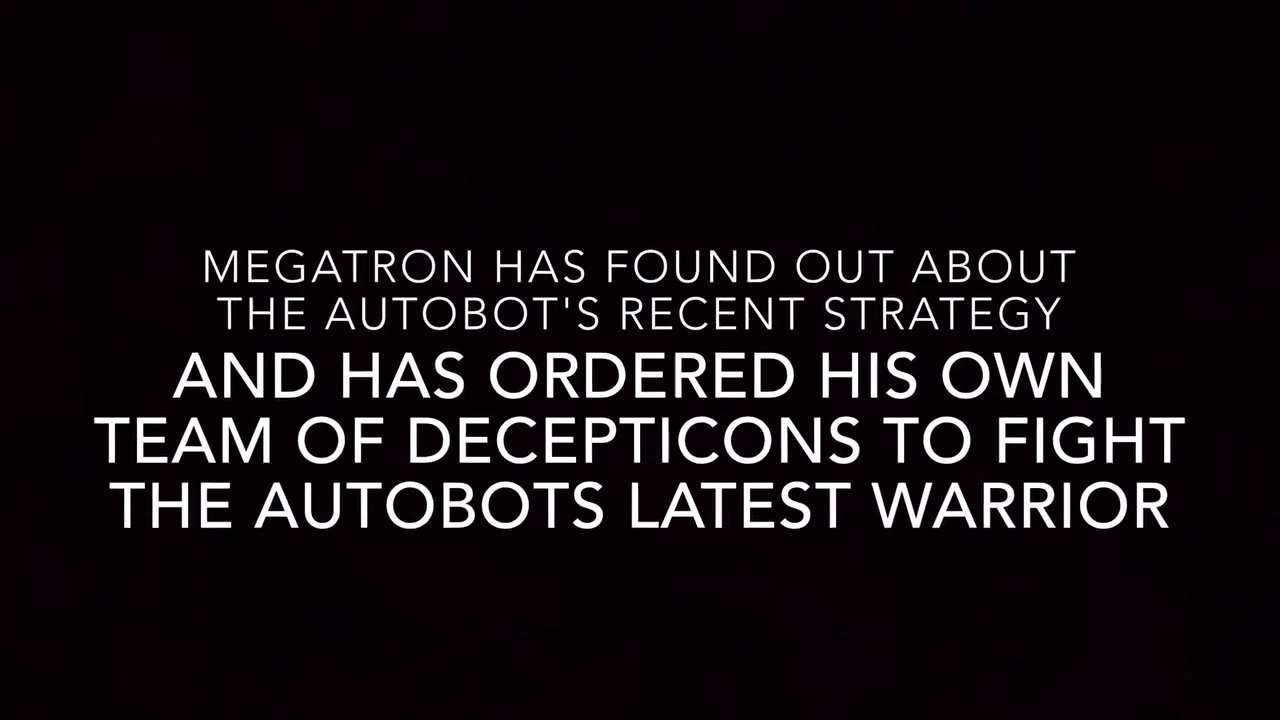 MEGATRON HAS FOUND OUT ABOUT
THE AUTOBOT'S RECENT STRATEGY
AND HAS ORDERED HIS OWN
TEAM OF DECEPTICONS TO FIGHT
THE AUTOBOTS LATEST WARRIOR